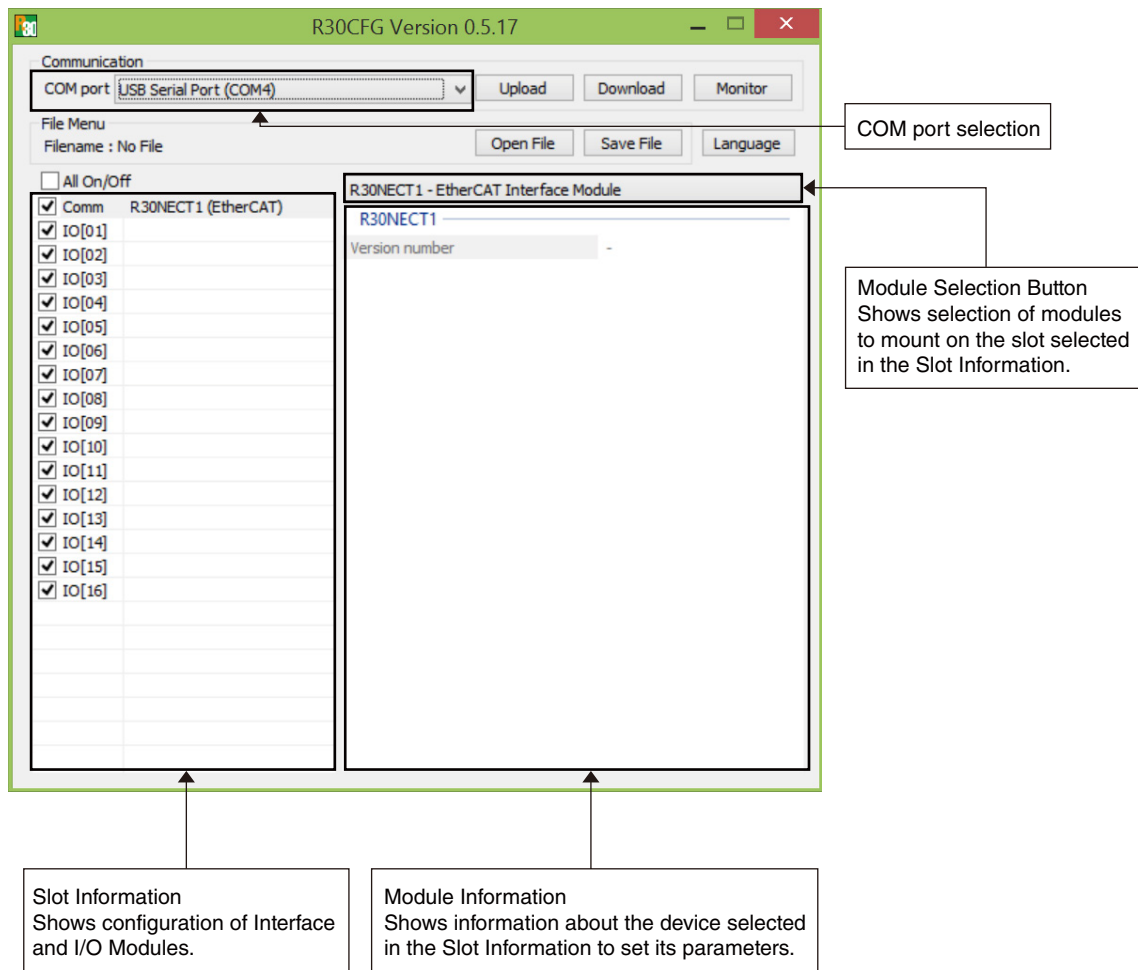 R30
R30CFG Version 0.5.17
Communication
COM port USB Serial Port (COM4) Upload Download Monitor
File Menu
Filename : No File Open File Save File Language
All On/Off
Comm R30NECT1 (EtherCAT)
IO[01]
IO[02]
IO[03]
IO[04]
IO[05]
IO[06]
IO[07]
IO[08]
IO[09]
IO[10]
IO[11]
IO[12]
IO[13]
IO[14]
IO[15]
IO[16]
R30NECT1 - EtherCAT Interface Module
R30NECT1
Version number -
COM port selection
Module Selection Button
Shows selection of modules
to mount on the slot selected
in the Slot Information.
Slot Information
Shows configuration of Interface
and I/O Modules.
Module Information
Shows information about the device selected
in the Slot Information to set its parameters.